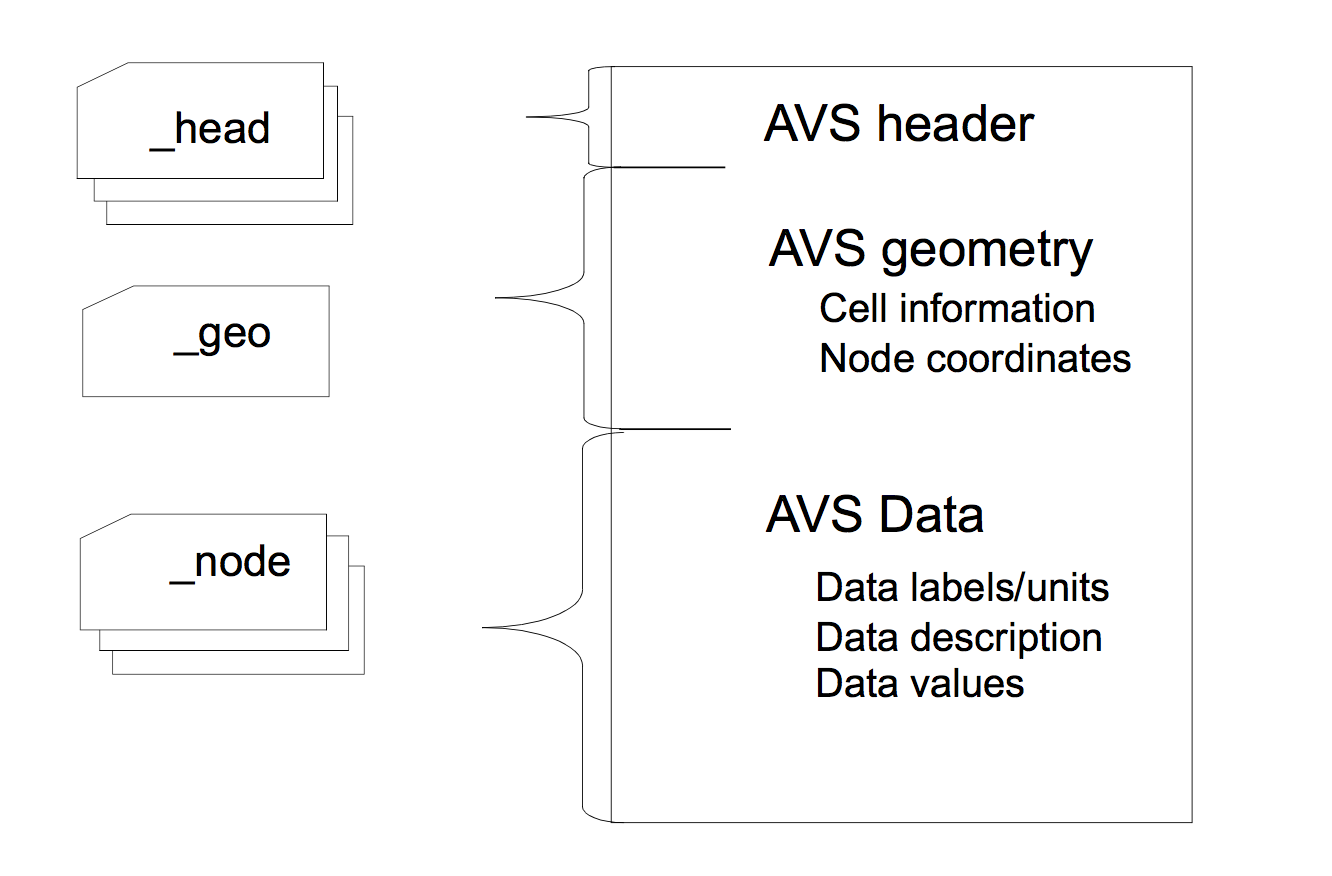 _head
AVS header
_geo
AVS geometry
Cell information
Node coordinates
_node
AVS Data
Data labels/units
Data description
Data values